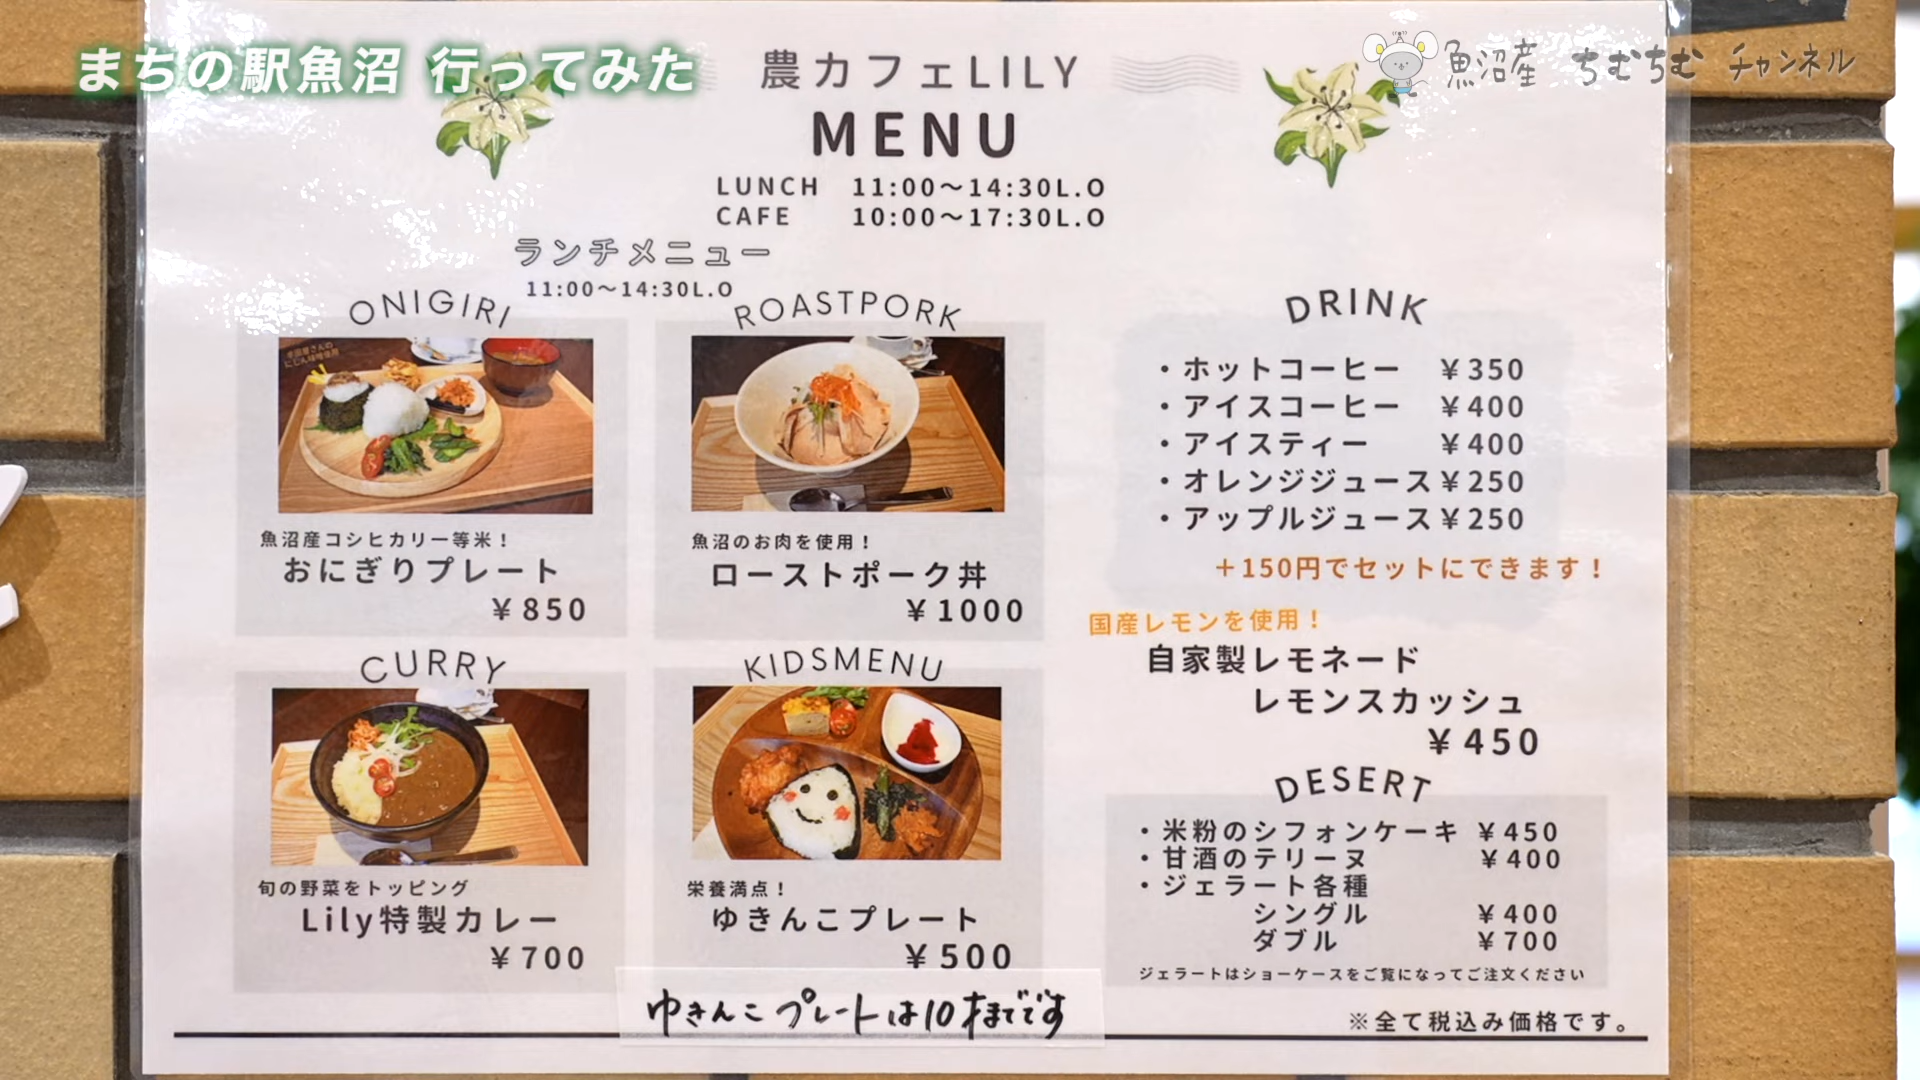 まちの駅魚沼 行ってみた
魚沼産 ちむちむ チャンネル
農カフェLILY
MENU
LUNCH 11:00〜14:30L.O
CAFE 10:00〜17:30L.O
ランチメニュー
11:00〜14:30L.O
ONIGIRI
魚沼産コシヒカリ一等米！
おにぎりプレート
￥850
ROASTPORK
魚沼のお肉を使用！
ローストポーク丼
￥1000
CURRY
旬の野菜をトッピング
Lily特製カレー
￥700
KIDSMENU
栄養満点！
ゆきんこプレート
￥500
ゆきんこプレートは10才までです
DRINK
・ホットコーヒー ￥350
・アイスコーヒー ￥400
・アイスティー ￥400
・オレンジジュース￥250
・アップルジュース￥250
＋150円でセットにできます！
国産レモンを使用！
自家製レモネード
レモンスカッシュ
￥450
DESERT
・米粉のシフォンケーキ ￥450
・甘酒のテリーヌ ￥400
・ジェラート各種
シングル ￥400
ダブル ￥700
ジェラートはショーケースをご覧になってご注文ください
※全て税込み価格です。